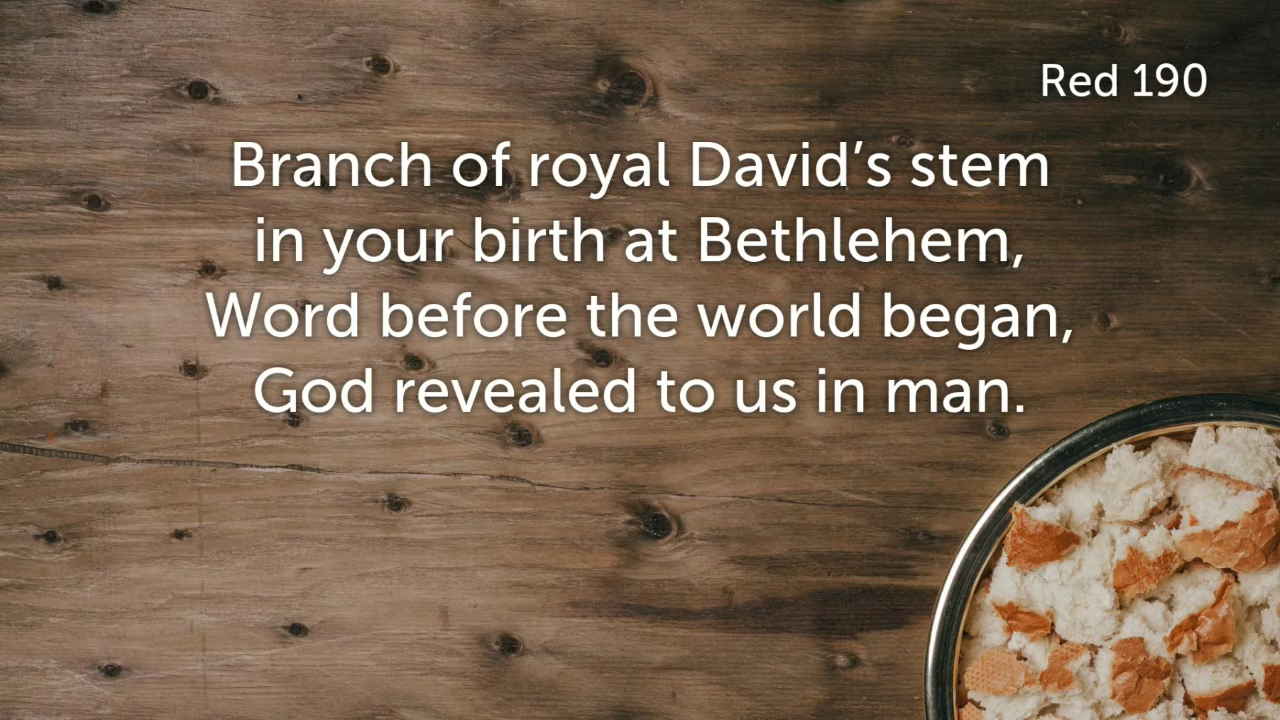 Red 190
Branch of royal David’s stem
in your birth at Bethlehem,
Word before the world began,
God revealed to us in man.